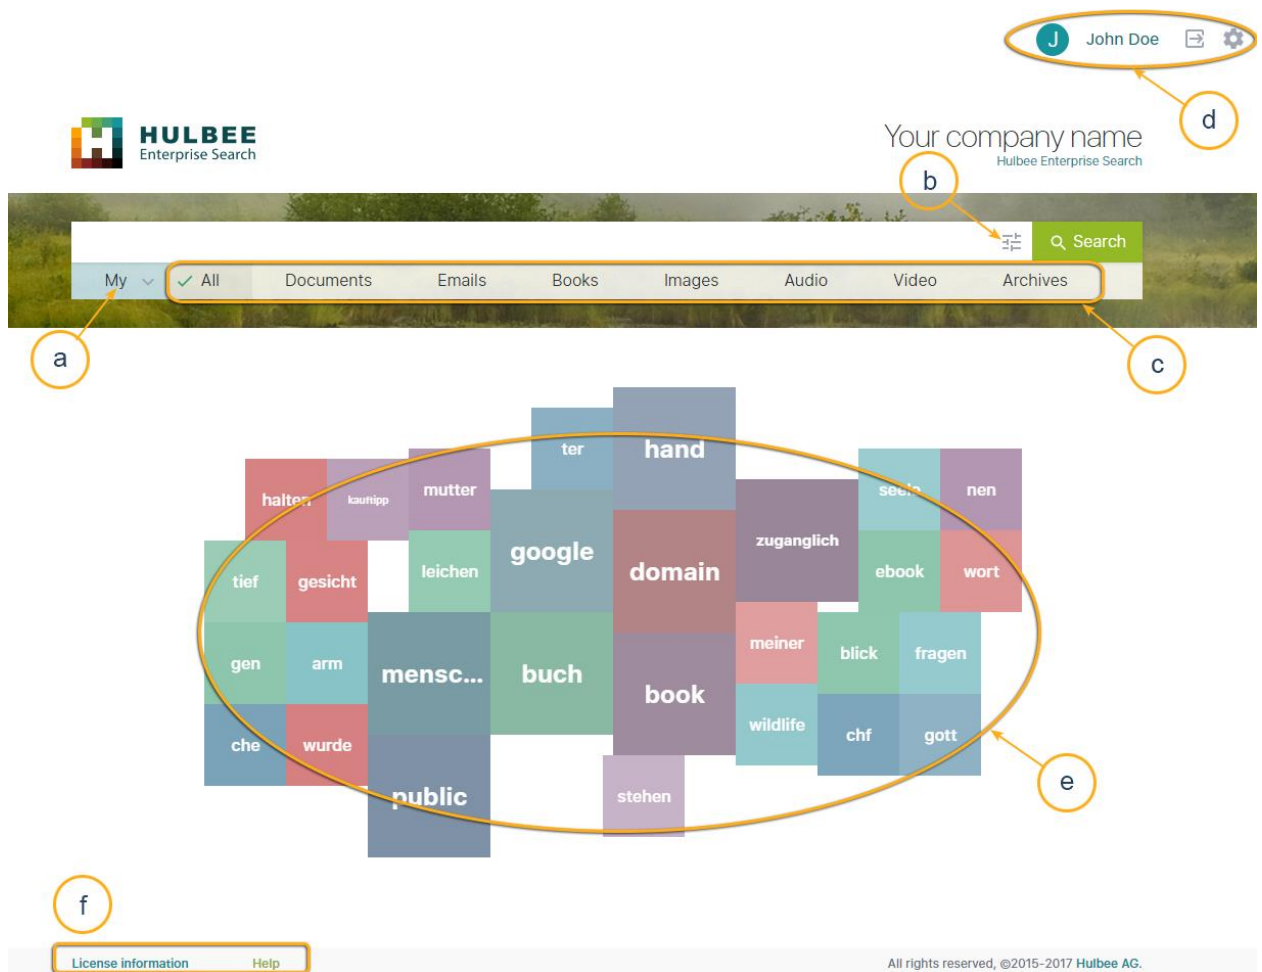 J John Doe
d
HULBEE
Enterprise Search
Your company name
Hulbee Enterprise Search
b
Search
My All Documents Emails Books Images Audio Video Archives
a
c
ter hand
halten kauftipp mutter seele nen
google zuganglich
tief gesicht leichen domain ebook wort
gen arm mensc... buch book meiner blick fragen
che wurde wildlife chf gott
public stehen
e
f
License information Help All rights reserved, ©2015-2017 Hulbee AG.